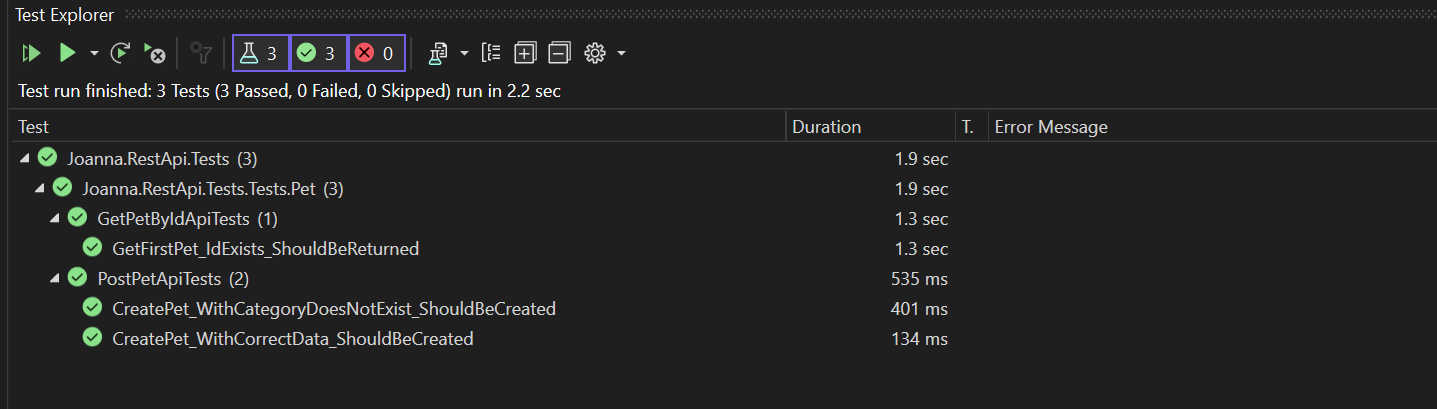 Test Explorer
3 3 0
Test run finished: 3 Tests (3 Passed, 0 Failed, 0 Skipped) run in 2.2 sec
Test Duration T. Error Message
Joanna.RestApi.Tests (3) 1.9 sec
Joanna.RestApi.Tests.Tests.Pet (3) 1.9 sec
GetPetByIdApiTests (1) 1.3 sec
GetFirstPet_IdExists_ShouldBeReturned 1.3 sec
PostPetApiTests (2) 535 ms
CreatePet_WithCategoryDoesNotExist_ShouldBeCreated 401 ms
CreatePet_WithCorrectData_ShouldBeCreated 134 ms